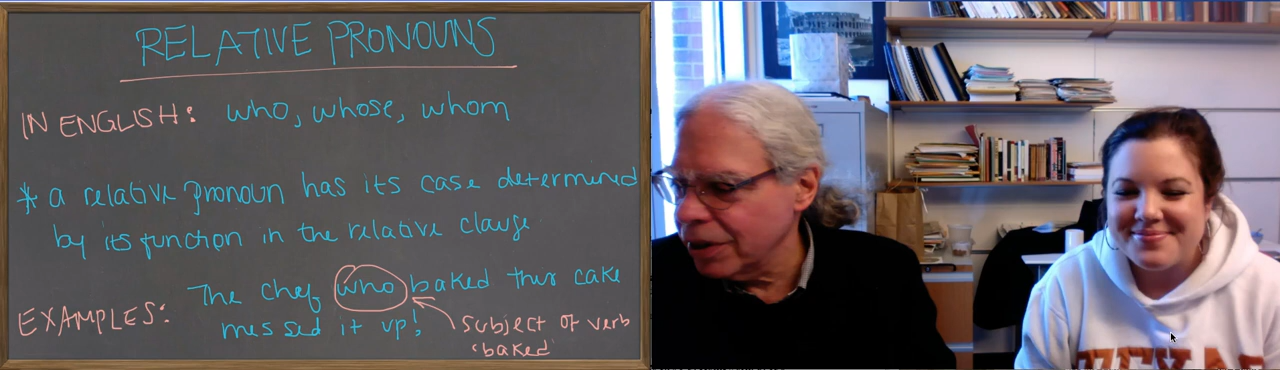 RELATIVE PRONOUNS
IN ENGLISH: who, whose, whom
* a relative pronoun has its case determined
by its function in the relative clause
EXAMPLES: The chef who baked this cake
messed it up!
subject of verb
'baked'
TEXAS